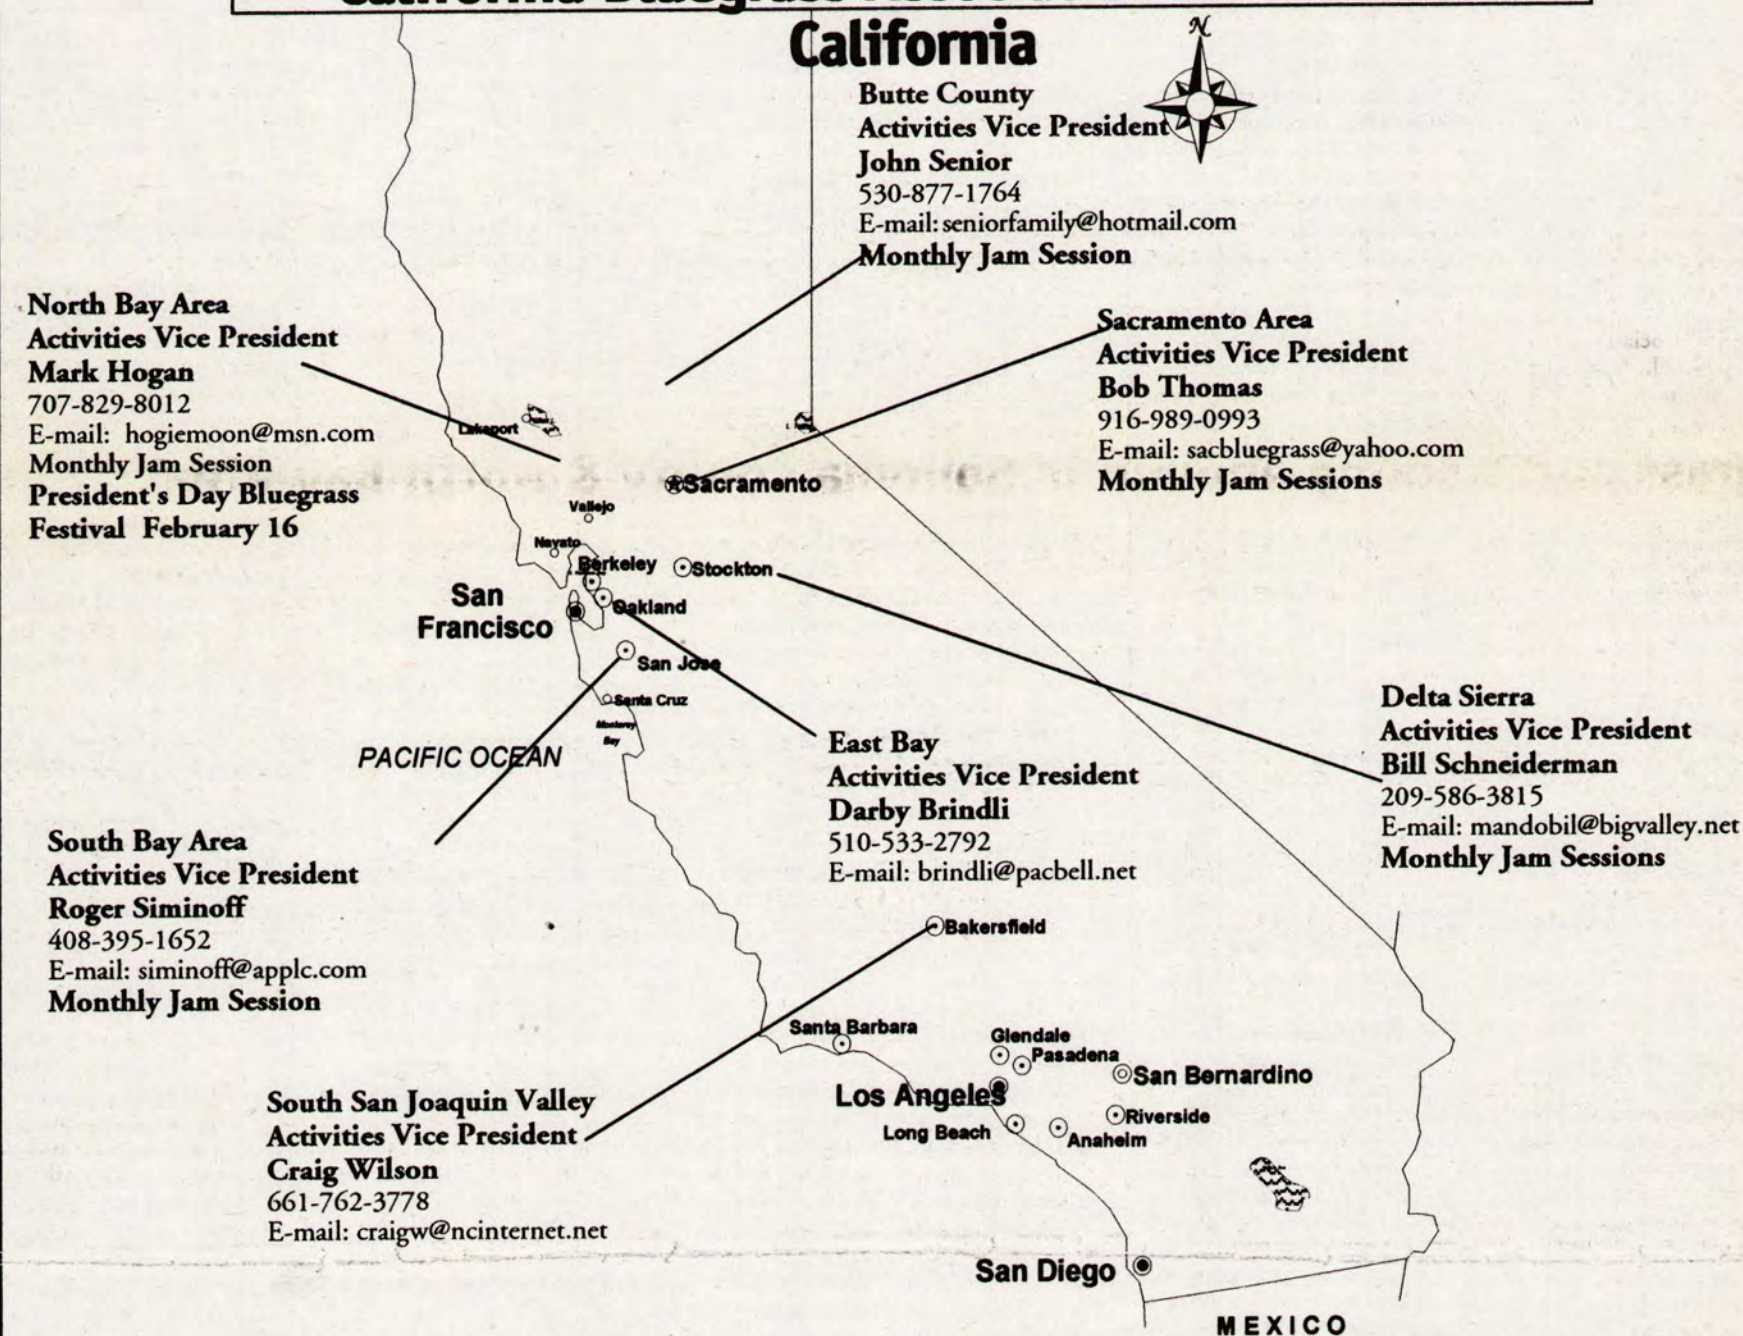 California Bluegrass Asso
California
N
Butte County
Activities Vice President
John Senior
530-877-1764
E-mail: seniorfamily@hotmail.com
Monthly Jam Session
North Bay Area
Activities Vice President
Mark Hogan
707-829-8012
E-mail: hogiemoon@msn.com
Monthly Jam Session
President's Day Bluegrass
Festival February 16
Sacramento Area
Activities Vice President
Bob Thomas
916-989-0993
E-mail: sacbluegrass@yahoo.com
Monthly Jam Sessions
Lakeport
Sacramento
Vallejo
Navato
Berkeley
Stockton
San
Francisco
Oakland
San Jose
Santa Cruz
Monterey
Bay
PACIFIC OCEAN
East Bay
Activities Vice President
Darby Brindli
510-533-2792
E-mail: brindli@pacbell.net
Delta Sierra
Activities Vice President
Bill Schneiderman
209-586-3815
E-mail: mandobil@bigvalley.net
Monthly Jam Sessions
South Bay Area
Activities Vice President
Roger Siminoff
408-395-1652
E-mail: siminoff@applc.com
Monthly Jam Session
Bakersfield
Santa Barbara
Glendale
Pasadena
San Bernardino
Los Angeles
Riverside
Long Beach
Anaheim
South San Joaquin Valley
Activities Vice President
Craig Wilson
661-762-3778
E-mail: craigw@ncinternet.net
San Diego
MEXICO